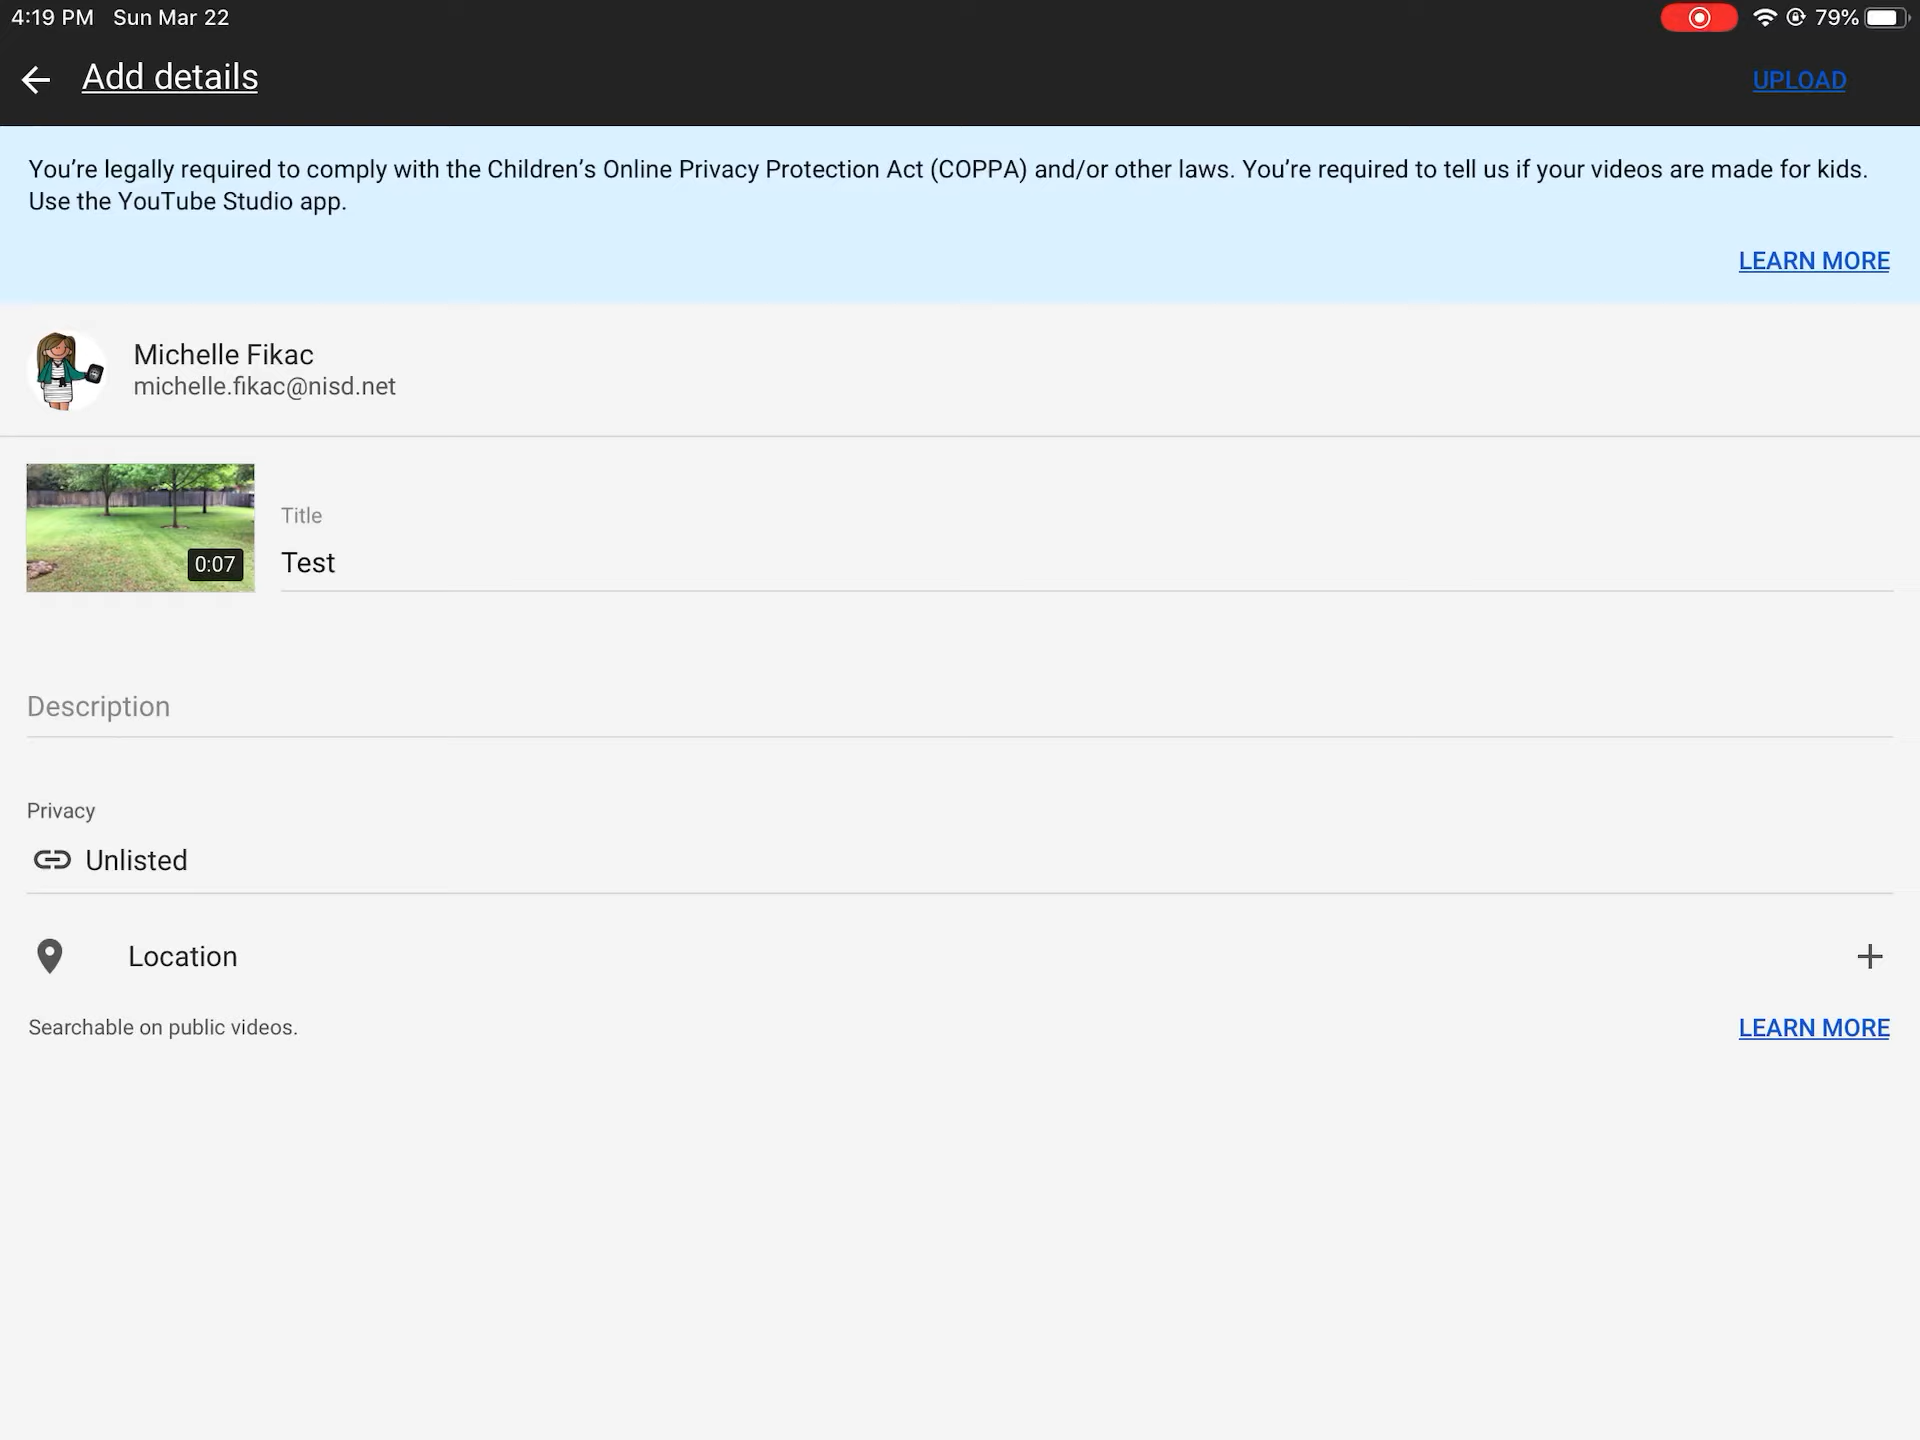 4:19 PM Sun Mar 22 79%
Add details UPLOAD
You’re legally required to comply with the Children’s Online Privacy Protection Act (COPPA) and/or other laws. You’re required to tell us if your videos are made for kids.
Use the YouTube Studio app.
LEARN MORE
Michelle Fikac
michelle.fikac@nisd.net
Title
0:07 Test
Description
Privacy
Unlisted
Location
Searchable on public videos. LEARN MORE